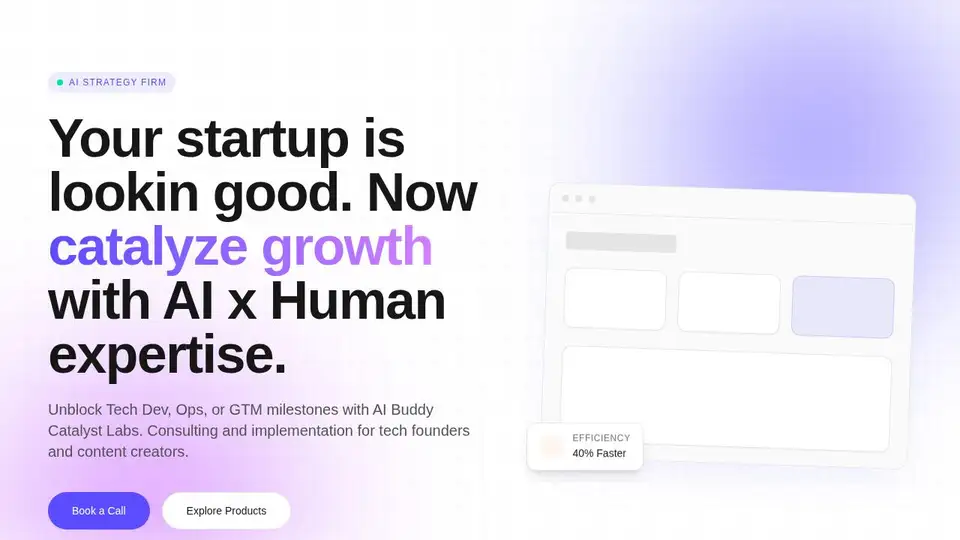 AI STRATEGY FIRM
Your startup is
lookin good. Now
catalyze growth
with AI x Human
expertise.
Unblock Tech Dev, Ops, or GTM milestones with AI Buddy
Catalyst Labs. Consulting and implementation for tech founders
and content creators.
Book a Call
Explore Products
EFFICIENCY
40% Faster